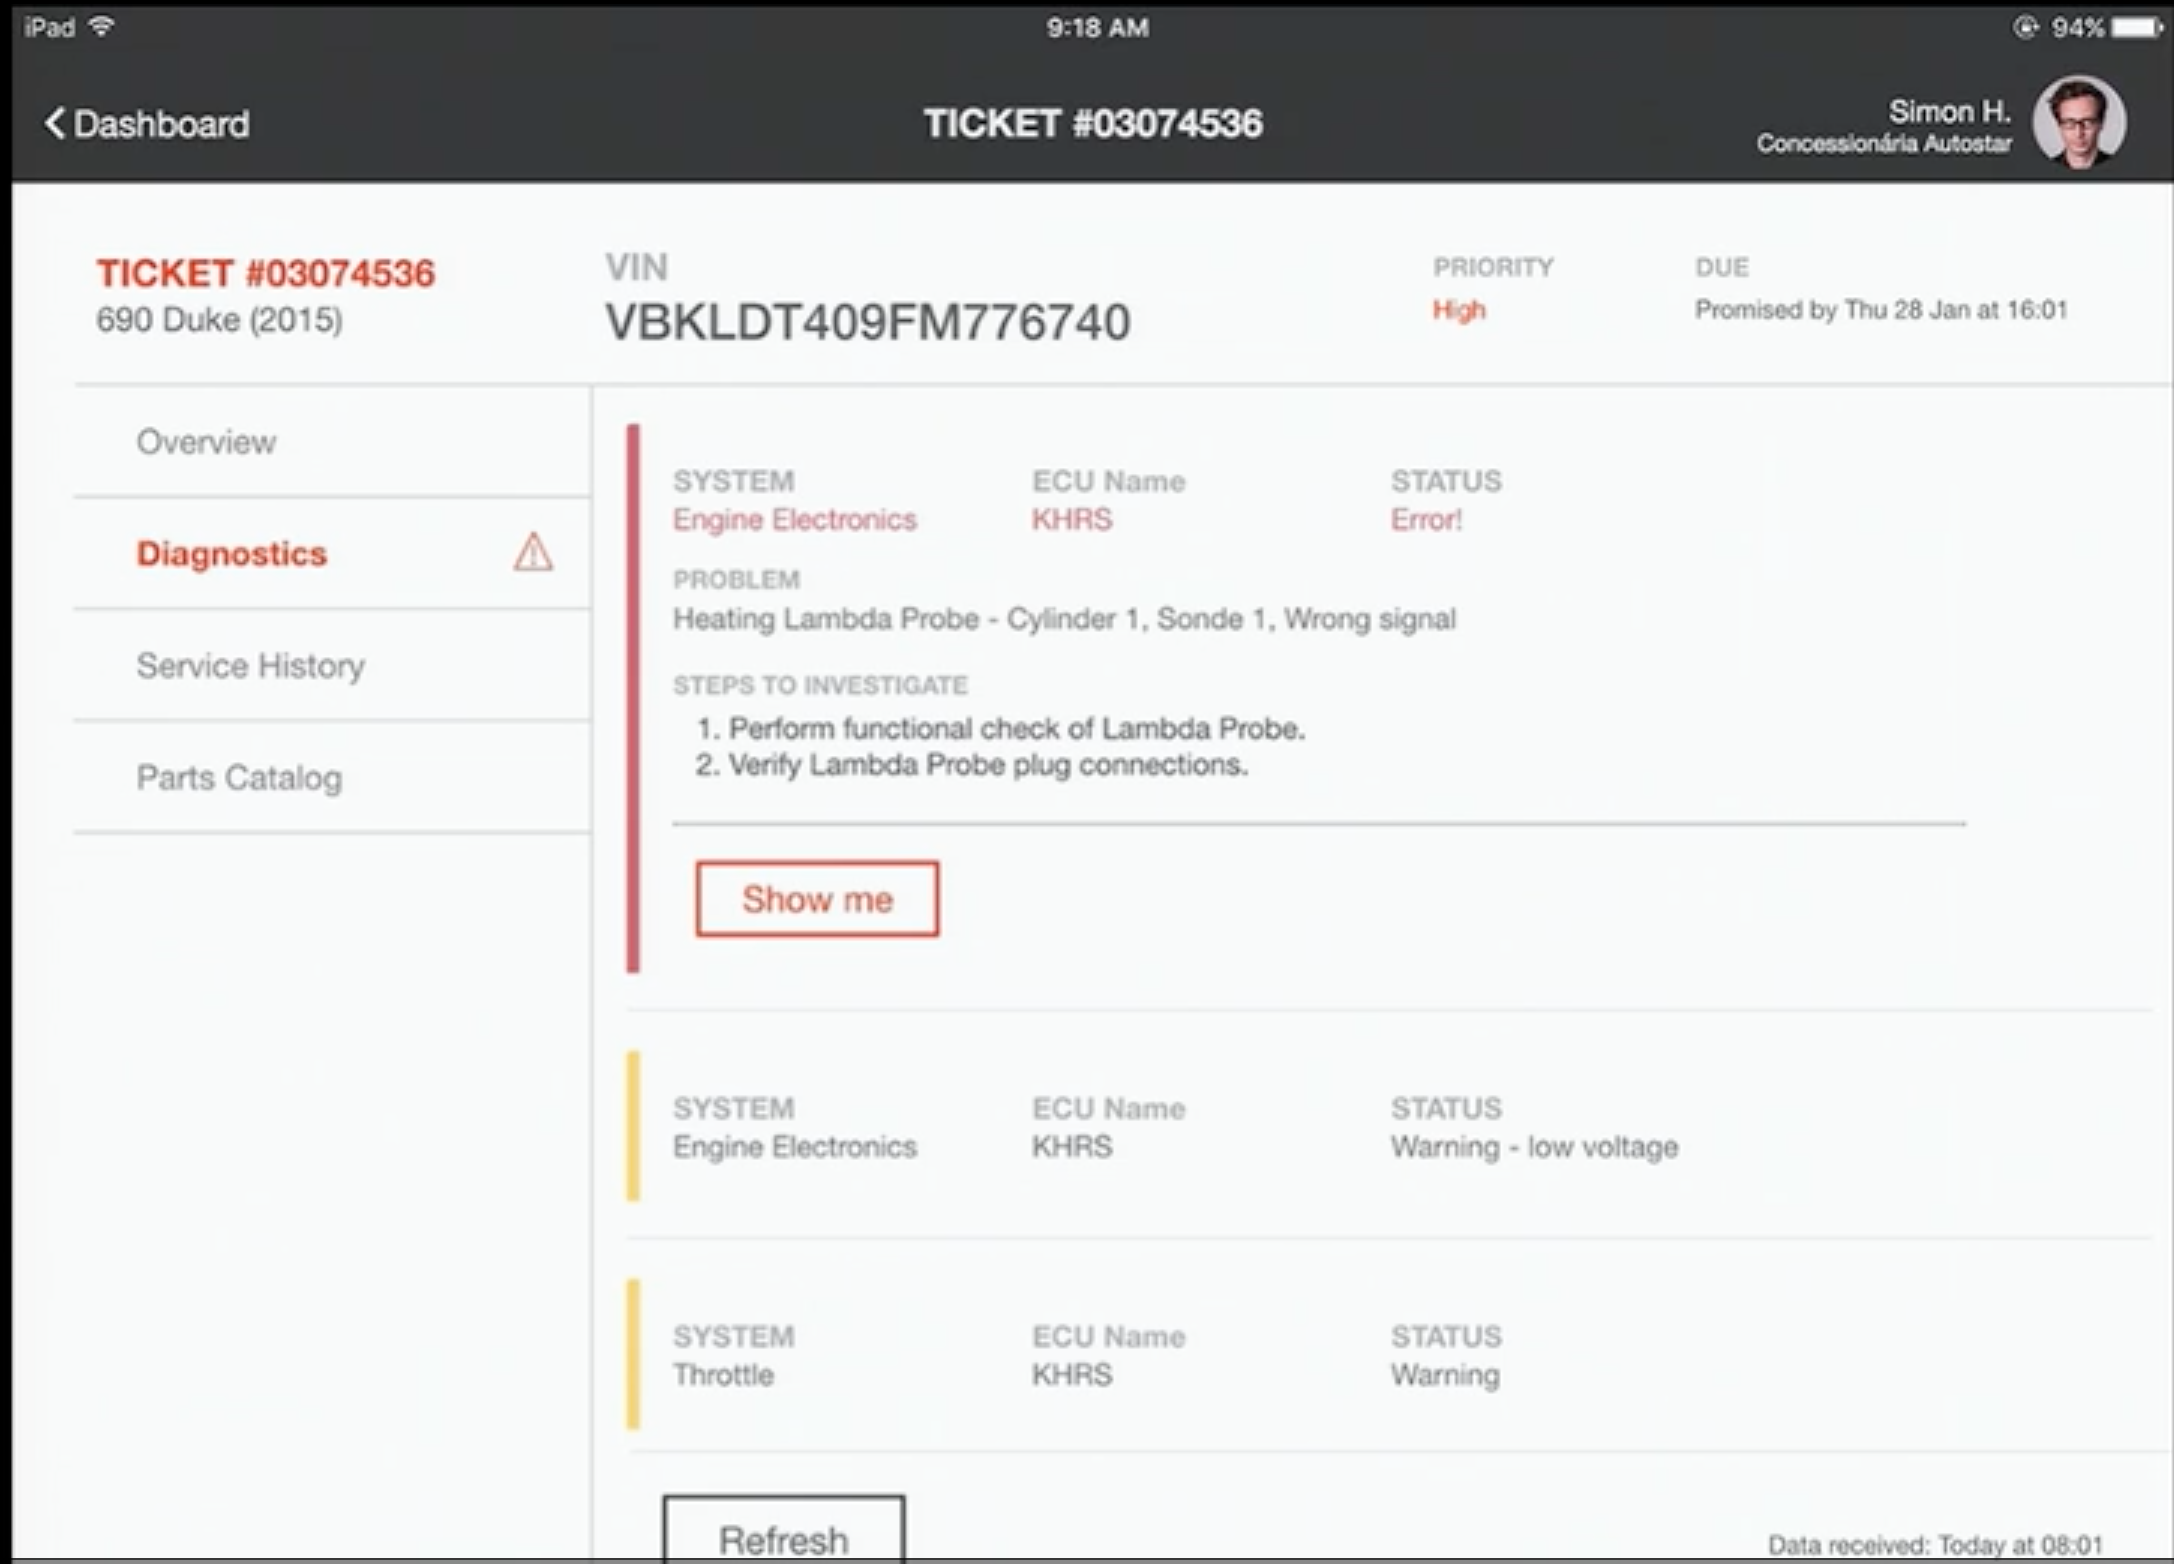 iPad
9:18 AM
94%
Dashboard
TICKET #03074536
Simon H.
Concessionária Autostar
TICKET #03074536
690 Duke (2015)
VIN
VBKLDT409FM776740
PRIORITY
High
DUE
Promised by Thu 28 Jan at 16:01
Overview
Diagnostics
Service History
Parts Catalog
SYSTEM
Engine Electronics
ECU Name
KHRS
STATUS
Error!
PROBLEM
Heating Lambda Probe - Cylinder 1, Sonde 1, Wrong signal
STEPS TO INVESTIGATE
1. Perform functional check of Lambda Probe.
2. Verify Lambda Probe plug connections.
Show me
SYSTEM
Engine Electronics
ECU Name
KHRS
STATUS
Warning - low voltage
SYSTEM
Throttle
ECU Name
KHRS
STATUS
Warning
Refresh
Data received: Today at 08:01